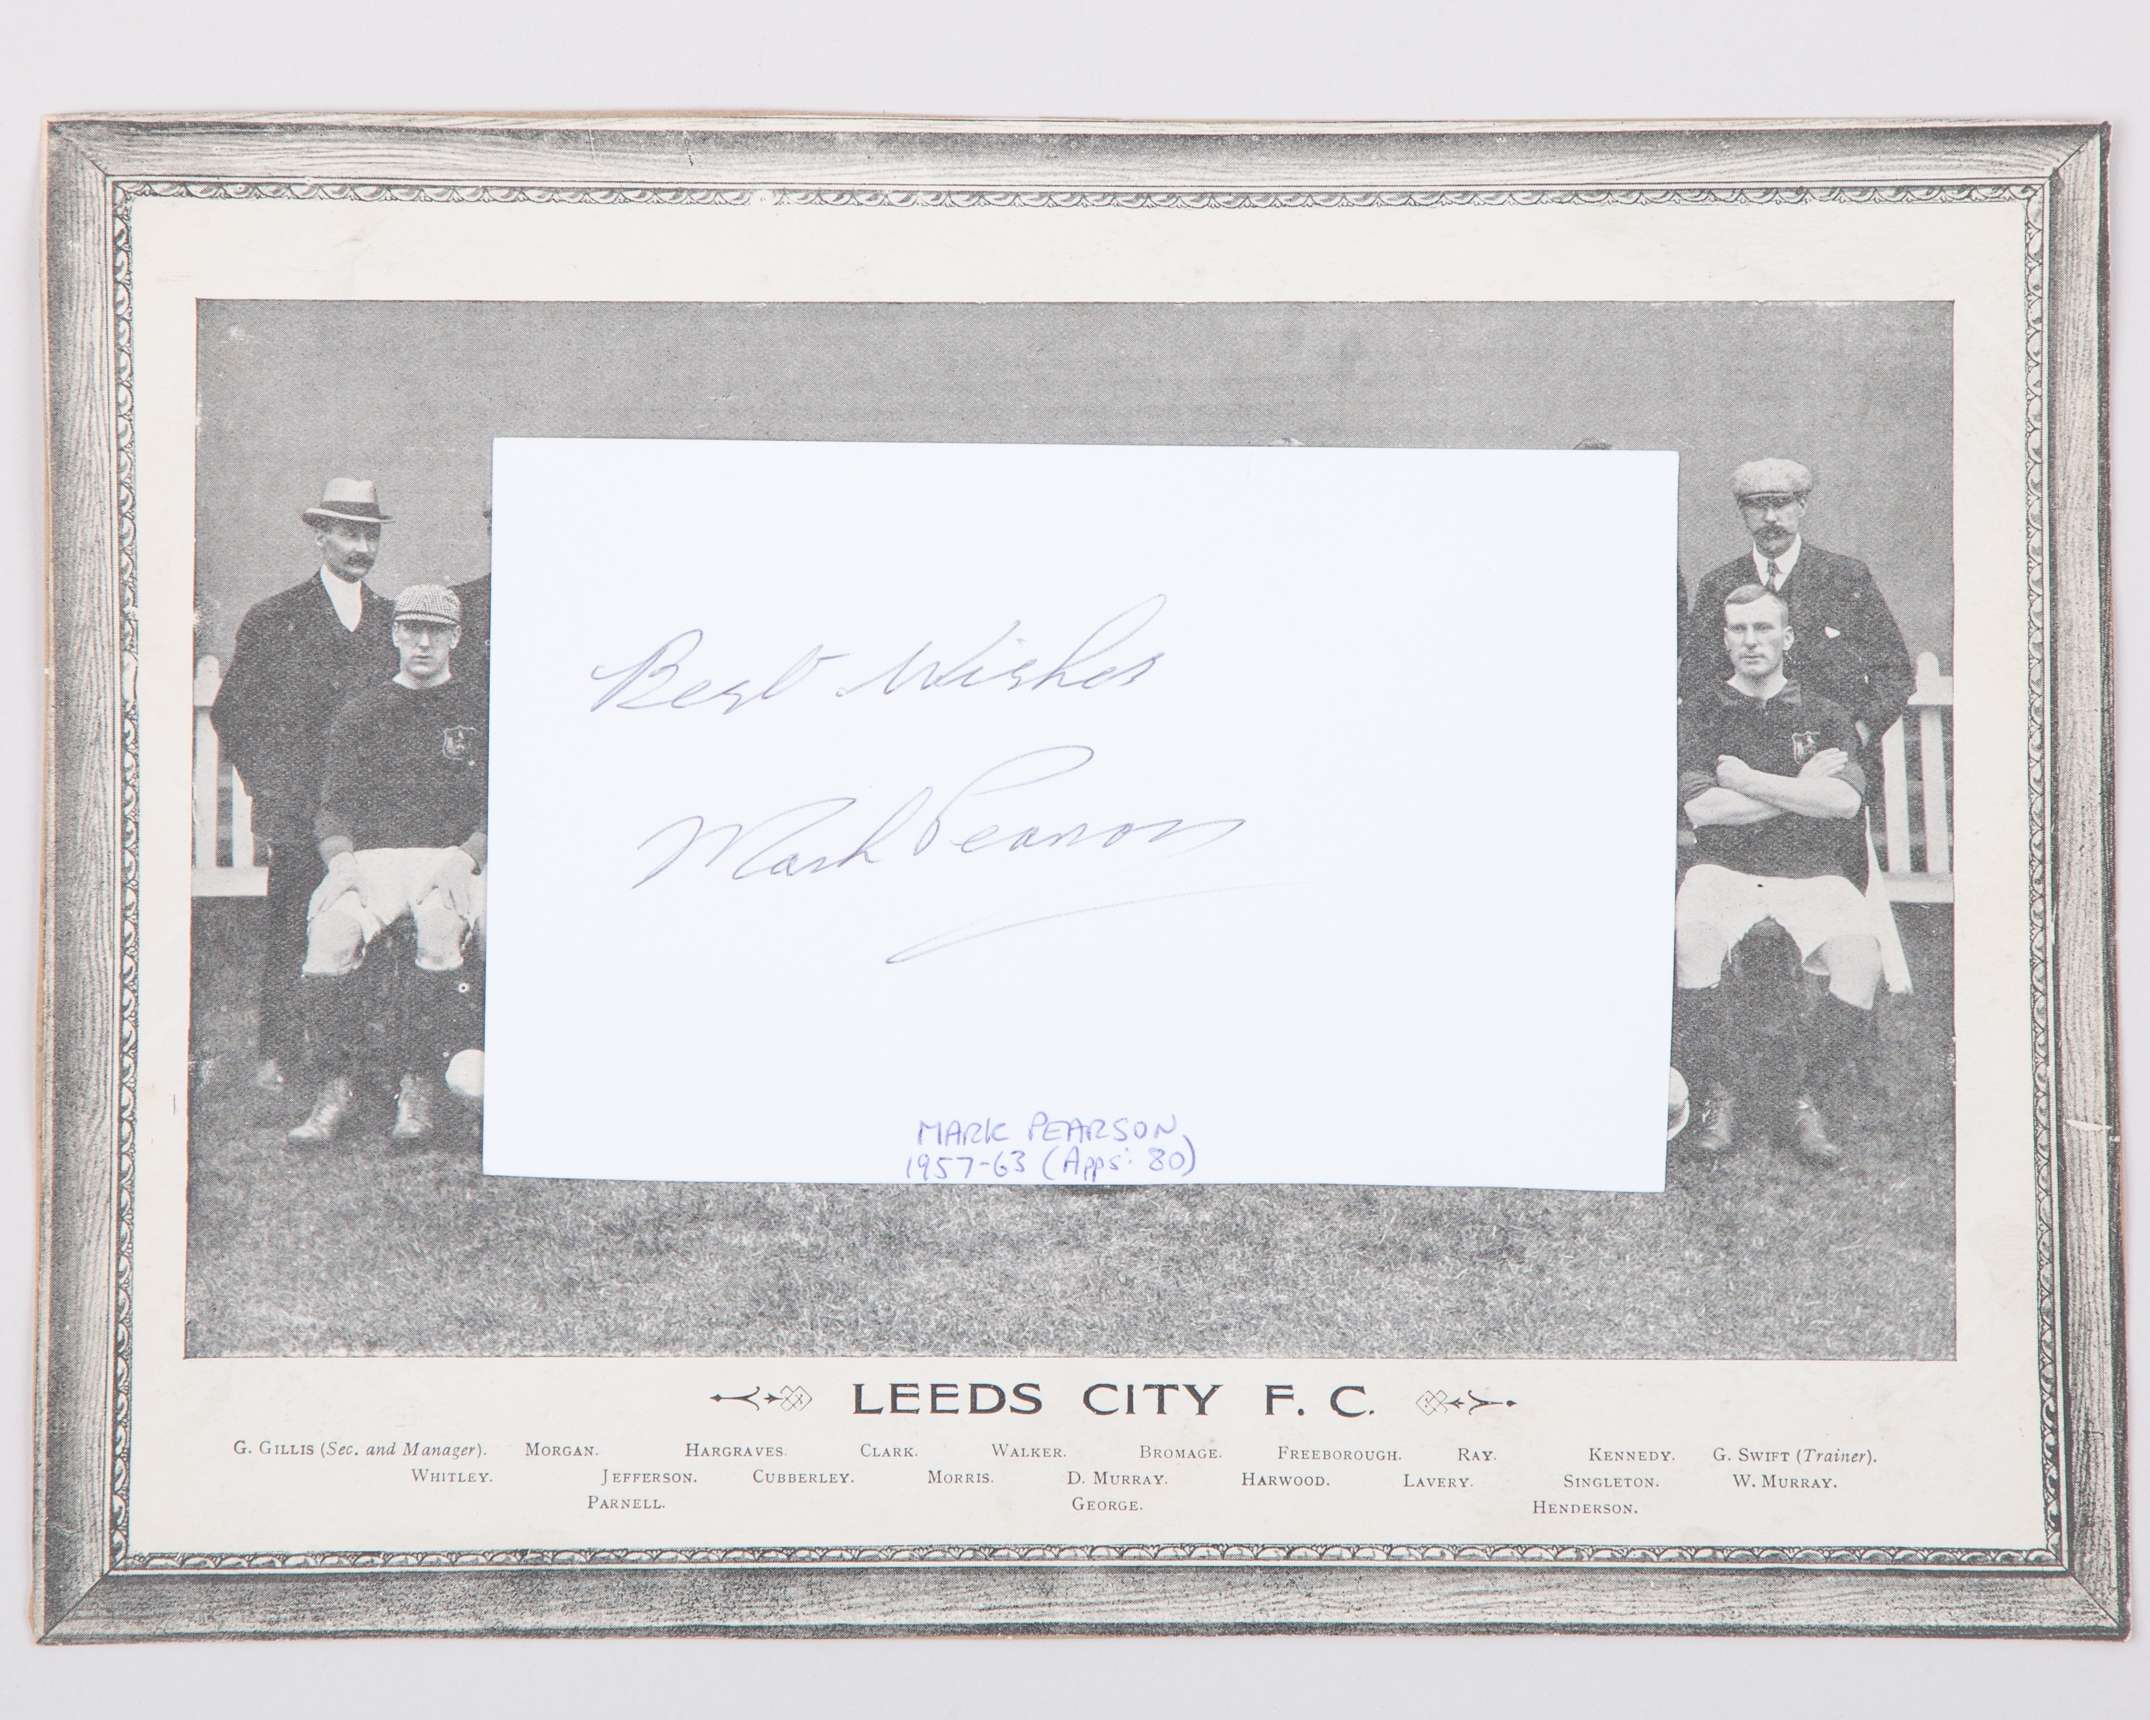 Best Wishes
Mark Pearson
MARK PEARSON
1957-63 (Apps: 80)
LEEDS CITY F. C.
G. GILLIS (Sec. and Manager). MORGAN. HARGRAVES. CLARK. WALKER. BROMAGE. FREEBOROUGH. RAY. KENNEDY. G. SWIFT (Trainer).
WHITLEY. JEFFERSON. CUBBERLEY. MORRIS. D. MURRAY. HARWOOD. LAVERY. SINGLETON. W. MURRAY.
PARNELL. GEORGE. HENDERSON.